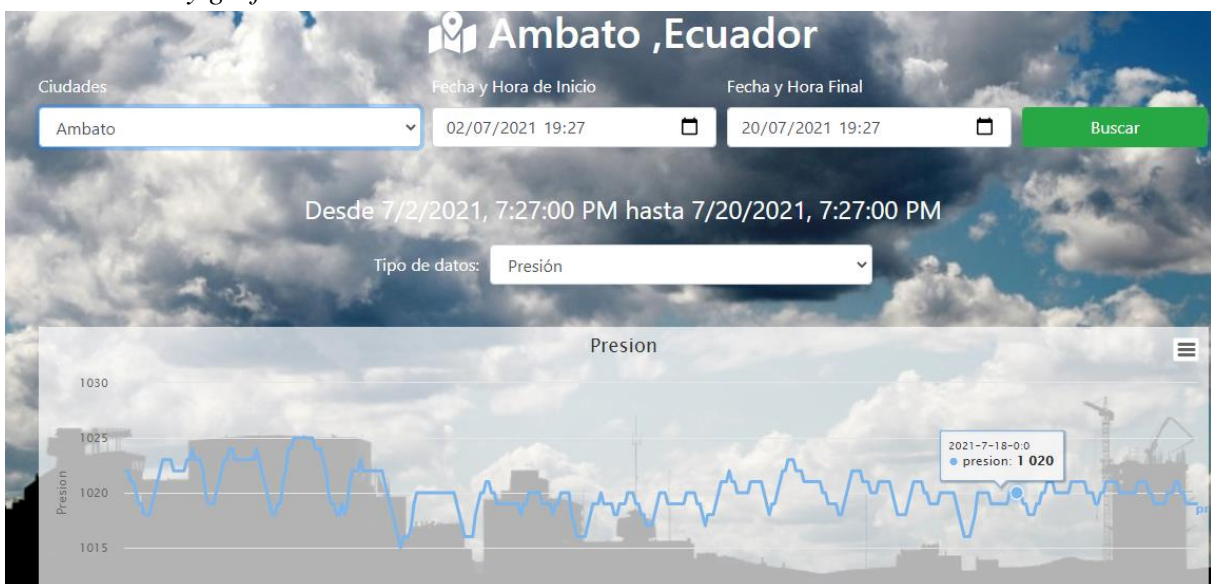 Ambato ,Ecuador
Ciudades
Fecha y Hora de Inicio
Fecha y Hora Final
Ambato
02/07/2021 19:27
20/07/2021 19:27
Buscar
Desde 7/2/2021, 7:27:00 PM hasta 7/20/2021, 7:27:00 PM
Tipo de datos:
Presión
Presion
1030
1025
1020
1015
Presion
2021-7-18-0:0
presion: 1 020
pr